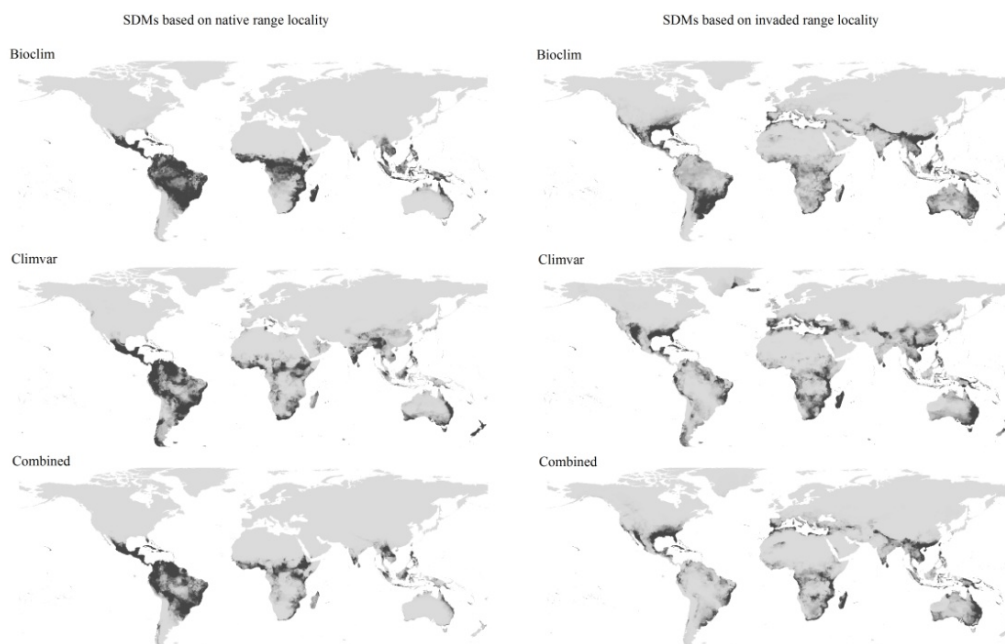 SDMs based on native range locality
SDMs based on invaded range locality
Bioclim
Bioclim
Climvar
Climvar
Combined
Combined